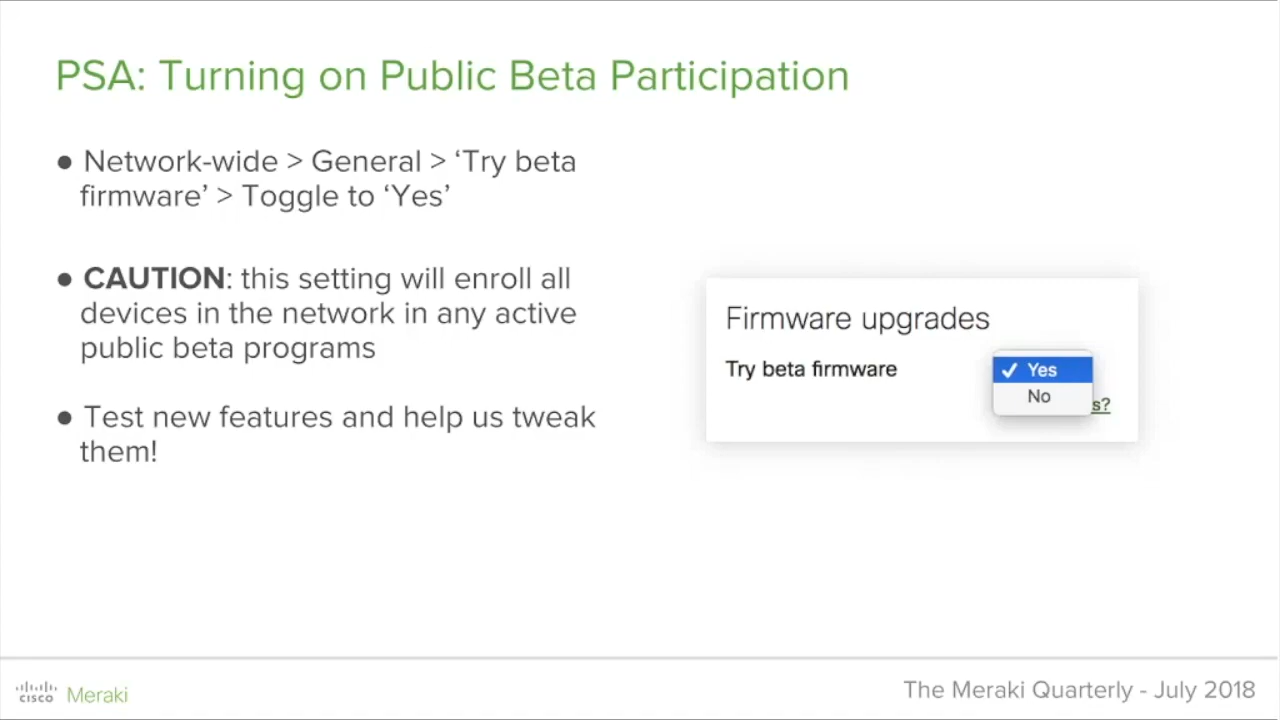 PSA: Turning on Public Beta Participation
● Network-wide > General > ‘Try beta
firmware’ > Toggle to ‘Yes’
● CAUTION: this setting will enroll all
devices in the network in any active
public beta programs
● Test new features and help us tweak
them!
Firmware upgrades
Try beta firmware
✓ Yes
No
s?
cisco Meraki
The Meraki Quarterly - July 2018